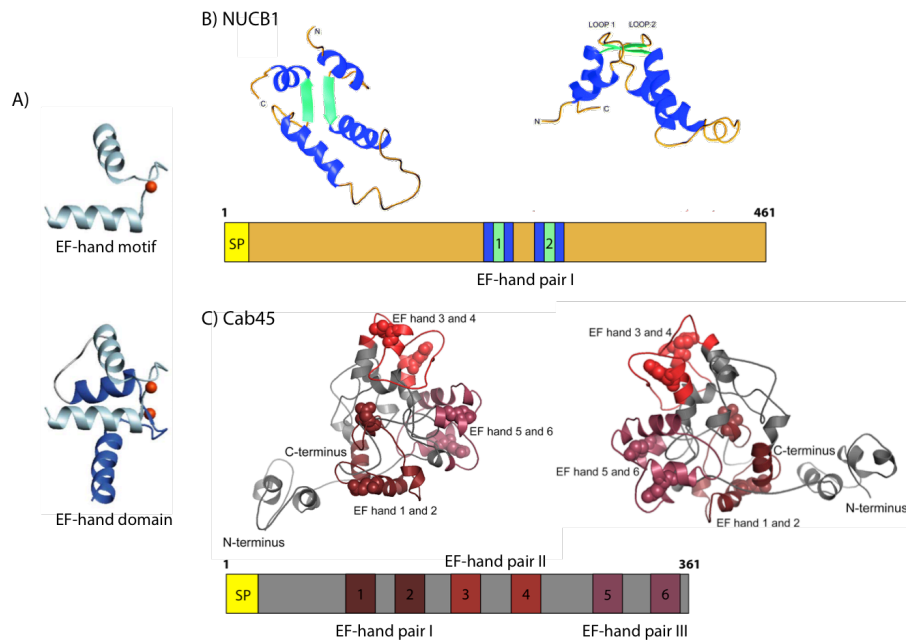 A)
EF-hand motif
EF-hand domain
B) NUCB1
N
C
LOOP 1 LOOP 2
N
C
1 461
SP 1 2
EF-hand pair I
C) Cab45
EF hand 3 and 4
EF hand 5 and 6
C-terminus
EF hand 1 and 2
N-terminus
EF hand 3 and 4
C-terminus
EF hand 5 and 6
N-terminus
EF hand 1 and 2
EF-hand pair II
1 361
SP 1 2 3 4 5 6
EF-hand pair I EF-hand pair III